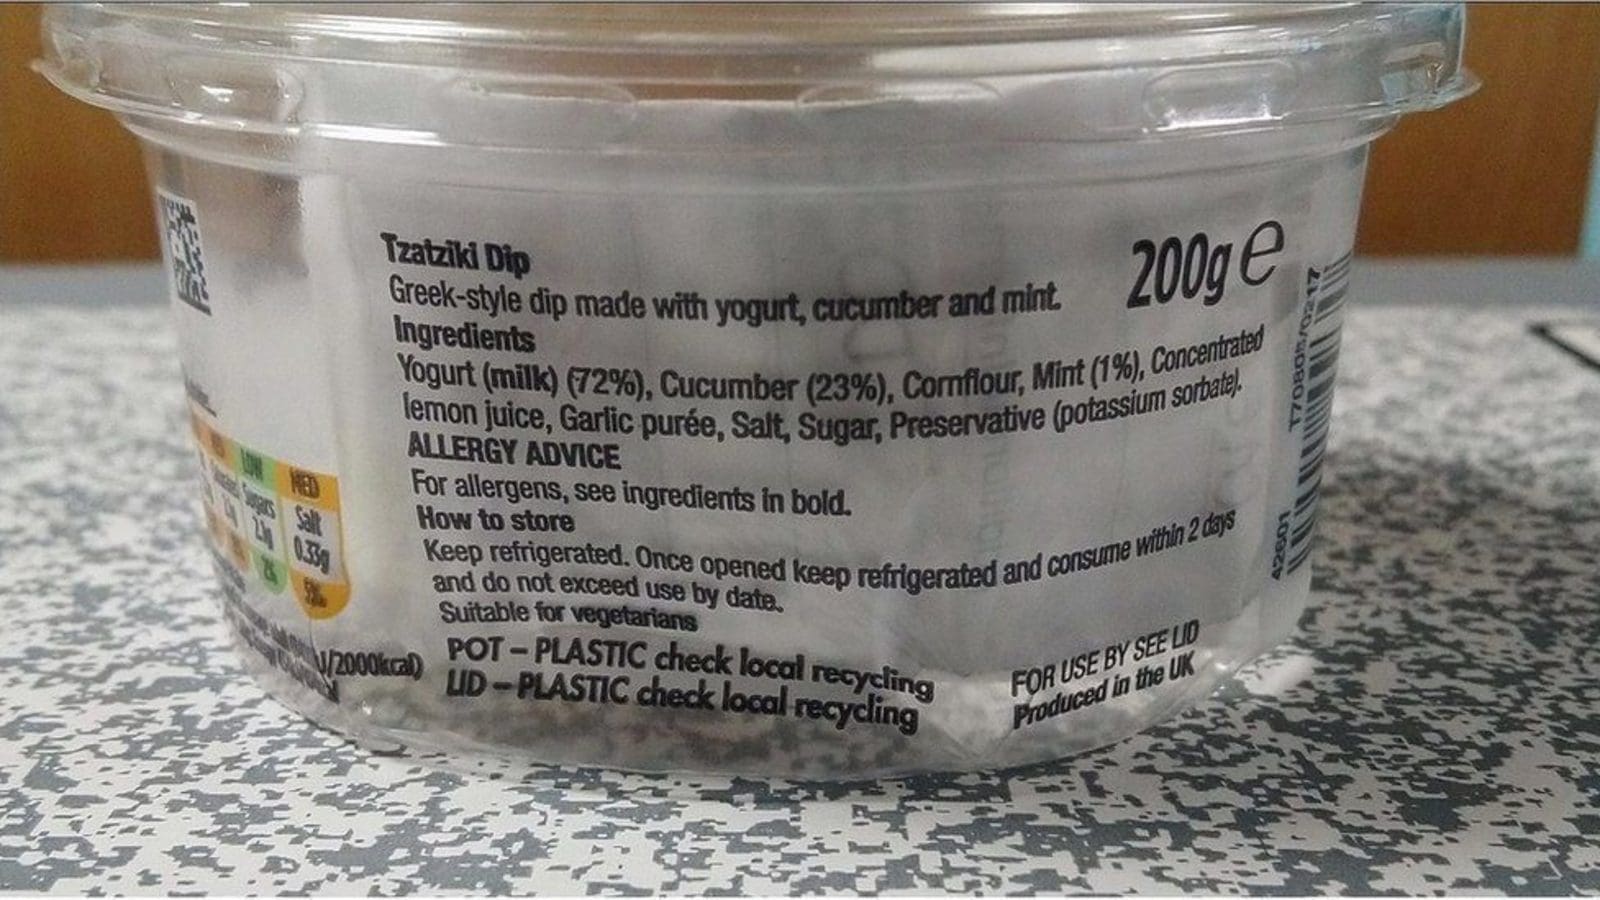 Tzatziki Dip
Greek-style dip made with yogurt, cucumber and mint.
200g e
Ingredients
Yogurt (milk) (72%), Cucumber (23%), Cornflour, Mint (1%), Concentrated
lemon juice, Garlic purée, Salt, Sugar, Preservative (potassium sorbate).
ALLERGY ADVICE
For allergens, see ingredients in bold.
How to store
Keep refrigerated. Once opened keep refrigerated and consume within 2 days
and do not exceed use by date.
Suitable for vegetarians
POT – PLASTIC check local recycling
LID – PLASTIC check local recycling
FOR USE BY SEE LID
Produced in the UK
LOW
Sugars
MED
Salt
0.33g
J/2000kcal)
T70806/0217
42601